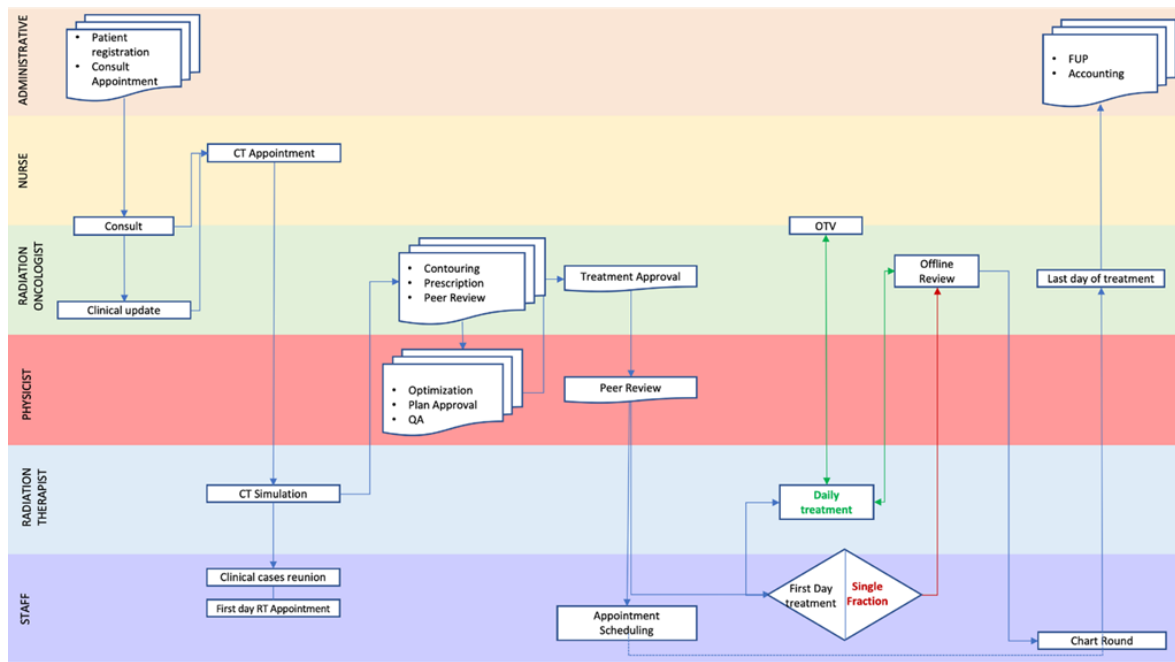 ADMINISTRATIVE
• Patient
registration
• Consult
Appointment
• FUP
• Accounting
NURSE
CT Appointment
Consult
RADIATION
ONCOLOGIST
Clinical update
• Contouring
• Prescription
• Peer Review
Treatment Approval
OTV
Offline
Review
Last day of treatment
PHYSICIST
• Optimization
• Plan Approval
• QA
Peer Review
RADIATION
THERAPIST
CT Simulation
Daily
treatment
STAFF
Clinical cases reunion
First day RT Appointment
Appointment
Scheduling
First Day
treatment
Single
Fraction
Chart Round